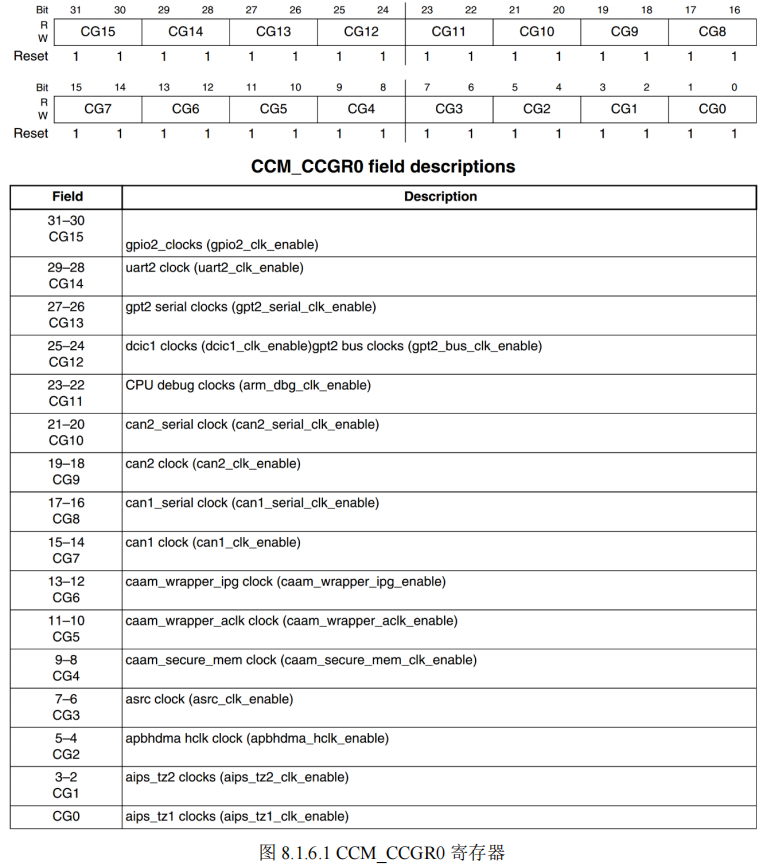 Bit 31 30 29 28 27 26 25 24 23 22 21 20 19 18 17 16
R
W
CG15 CG14 CG13 CG12 CG11 CG10 CG9 CG8
Reset 1 1 1 1 1 1 1 1 1 1 1 1 1 1 1 1
Bit 15 14 13 12 11 10 9 8 7 6 5 4 3 2 1 0
R
W
CG7 CG6 CG5 CG4 CG3 CG2 CG1 CG0
Reset 1 1 1 1 1 1 1 1 1 1 1 1 1 1 1 1
CCM_CCGR0 field descriptions
Field Description
31–30
CG15
gpio2_clocks (gpio2_clk_enable)
29–28
CG14
uart2 clock (uart2_clk_enable)
27–26
CG13
gpt2 serial clocks (gpt2_serial_clk_enable)
25–24
CG12
dcic1 clocks (dcic1_clk_enable)gpt2 bus clocks (gpt2_bus_clk_enable)
23–22
CG11
CPU debug clocks (arm_dbg_clk_enable)
21–20
CG10
can2_serial clock (can2_serial_clk_enable)
19–18
CG9
can2 clock (can2_clk_enable)
17–16
CG8
can1_serial clock (can1_serial_clk_enable)
15–14
CG7
can1 clock (can1_clk_enable)
13–12
CG6
caam_wrapper_ipg clock (caam_wrapper_ipg_enable)
11–10
CG5
caam_wrapper_aclk clock (caam_wrapper_aclk_enable)
9–8
CG4
caam_secure_mem clock (caam_secure_mem_clk_enable)
7–6
CG3
asrc clock (asrc_clk_enable)
5–4
CG2
apbhdma hclk clock (apbhdma_hclk_enable)
3–2
CG1
aips_tz2 clocks (aips_tz2_clk_enable)
CG0
aips_tz1 clocks (aips_tz1_clk_enable)
图 8.1.6.1 CCM_CCGR0 寄存器